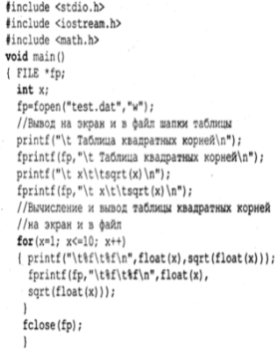 #include <stdio.h>
#include <iostream.h>
#include <math.h>
void main()
{ FILE *fp;
int x;
fp=fopen("test.dat","w");
//Вывод на экран и в файл шапки таблицы
printf("\t Таблица квадратных корней\n");
fprintf(fp,"\t Таблица квадратных корней\n");
printf("\t x\t\tsqrt(x)\n");
fprintf(fp,"\t x\t\tsqrt(x)\n");
//Вычисление и вывод таблицы квадратных корней
//на экран и в файл
for(x=1; x<=10; x++)
{ printf("\t%f\t%f\n",float(x),sqrt(float(x)));
fprintf(fp,"\t%f\t%f\n",float(x),
sqrt(float(x)));
}
fclose(fp);
}